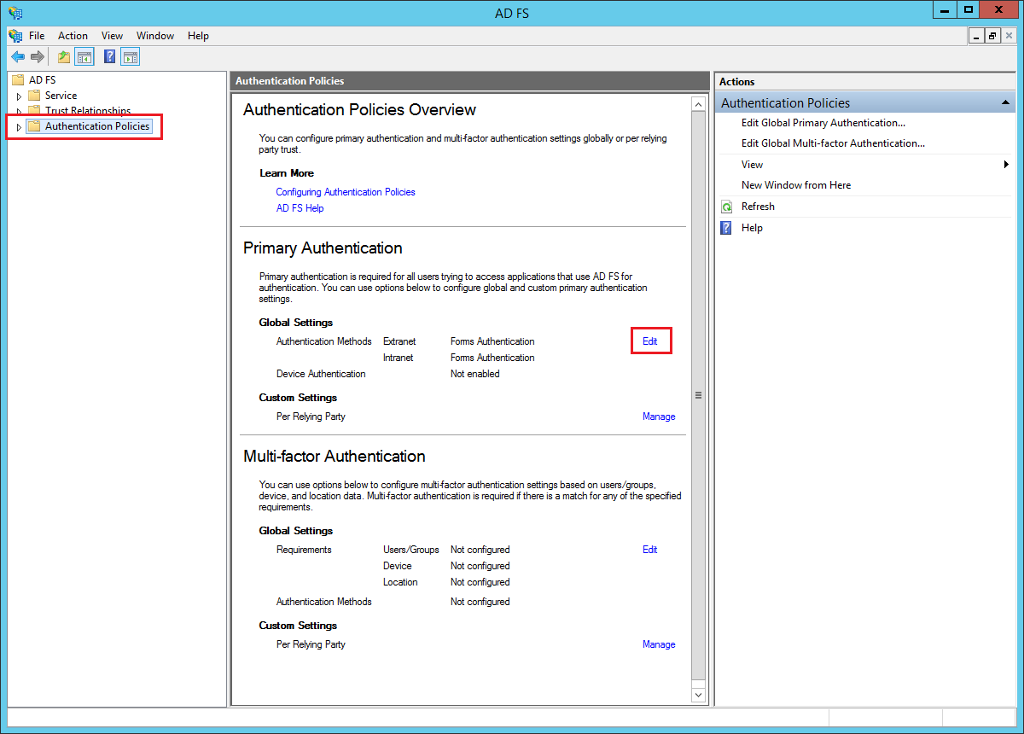 AD FS
File Action View Window Help
AD FS
Service
Trust Relationships
Authentication Policies
Authentication Policies
Authentication Policies Overview
You can configure primary authentication and multi-factor authentication settings globally or per relying
party trust.
Learn More
Configuring Authentication Policies
AD FS Help
Primary Authentication
Primary authentication is required for all users trying to access applications that use AD FS for
authentication. You can use options below to configure global and custom primary authentication
settings.
Global Settings
Authentication Methods Extranet Forms Authentication Edit
Intranet Forms Authentication
Device Authentication Not enabled
Custom Settings
Per Relying Party Manage
Multi-factor Authentication
You can use options below to configure multi-factor authentication settings based on users/groups,
device, and location data. Multi-factor authentication is required if there is a match for any of the specified
requirements.
Global Settings
Requirements Users/Groups Not configured Edit
Device Not configured
Location Not configured
Authentication Methods Not configured
Custom Settings
Per Relying Party Manage
Actions
Authentication Policies
Edit Global Primary Authentication...
Edit Global Multi-factor Authentication...
View
New Window from Here
Refresh
Help